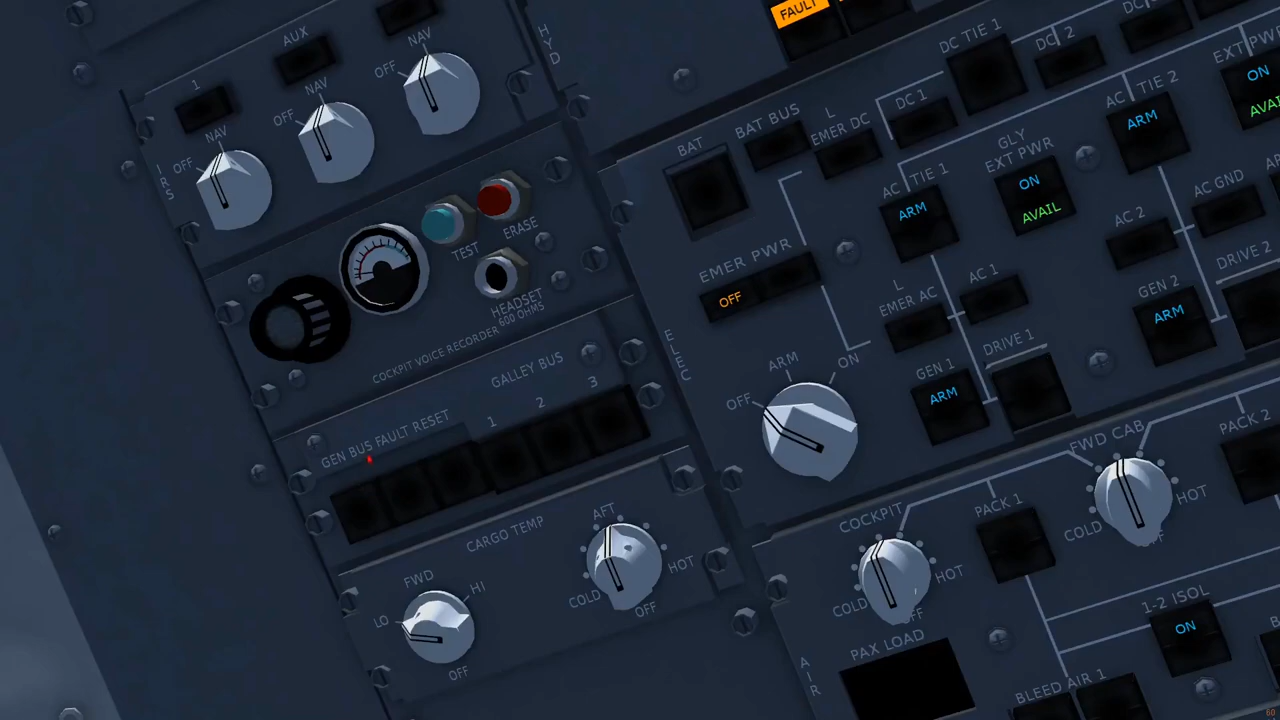 1
AUX
NAV
OFF
NAV
OFF
NAV
OFF
IRS
HYD
TEST
ERASE
HEADSET
600 OHMS
COCKPIT VOICE RECORDER
GEN BUS FAULT RESET
GALLEY BUS
1
2
3
CARGO TEMP
FWD
LO
HI
OFF
AFT
COLD
HOT
OFF
FAULT
BAT
BAT BUS
L
EMER DC
DC 1
DC TIE 1
DC 2
EMER PWR
OFF
ELEC
OFF
ARM
ON
AC TIE 1
ARM
GLY
EXT PWR
ON
AVAIL
AC TIE 2
ARM
EXT PWR
ON
AVAIL
AC GND
AC 2
DRIVE 2
L
EMER AC
AC 1
GEN 1
ARM
DRIVE 1
GEN 2
ARM
COCKPIT
COLD
HOT
PACK 1
FWD CAB
COLD
HOT
PACK 2
AIR
PAX LOAD
1-2 ISOL
ON
BLEED AIR 1
60